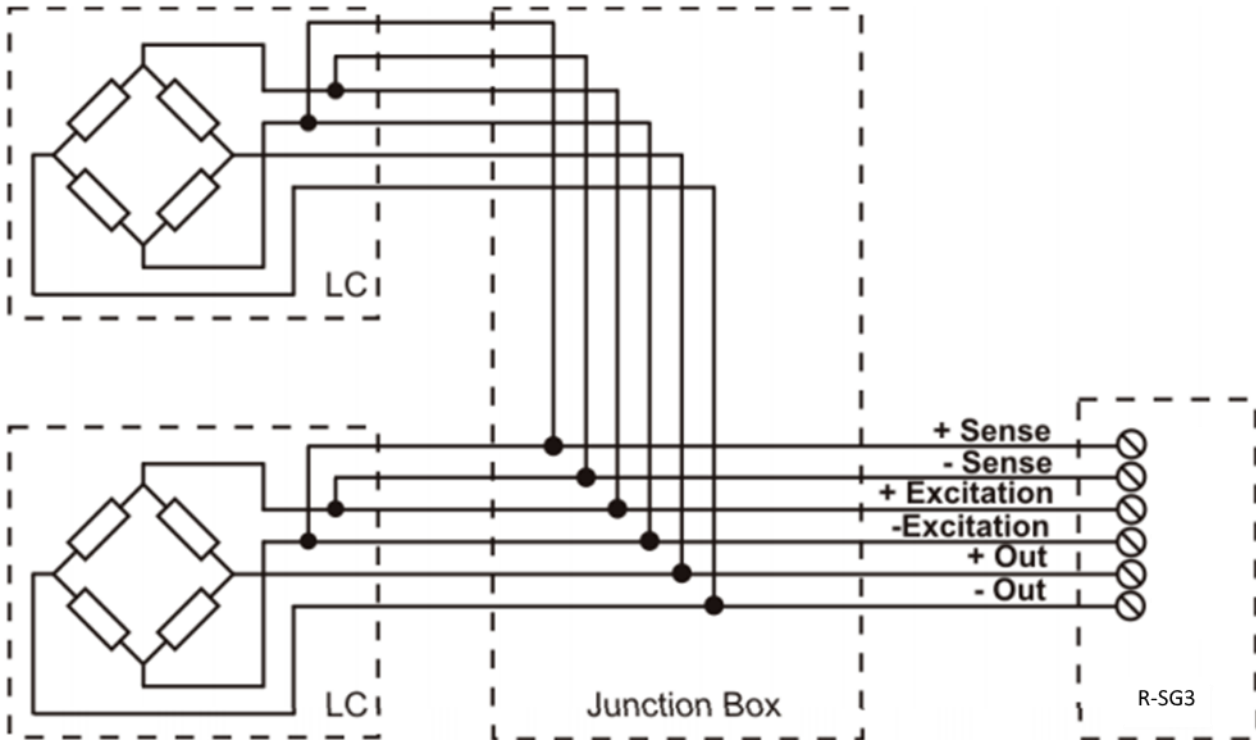 LC
+ Sense
- Sense
+ Excitation
-Excitation
+ Out
- Out
LC
Junction Box
R-SG3